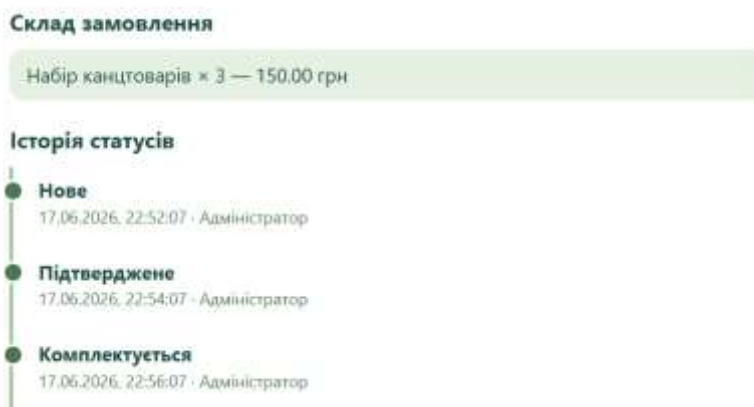 Склад замовлення
Набір канцтоварів × 3 — 150.00 грн
Історія статусів
Нове
17.06.2026, 22:52:07 · Адміністратор
Підтверджене
17.06.2026, 22:54:07 · Адміністратор
Комплектується
17.06.2026, 22:56:07 · Адміністратор